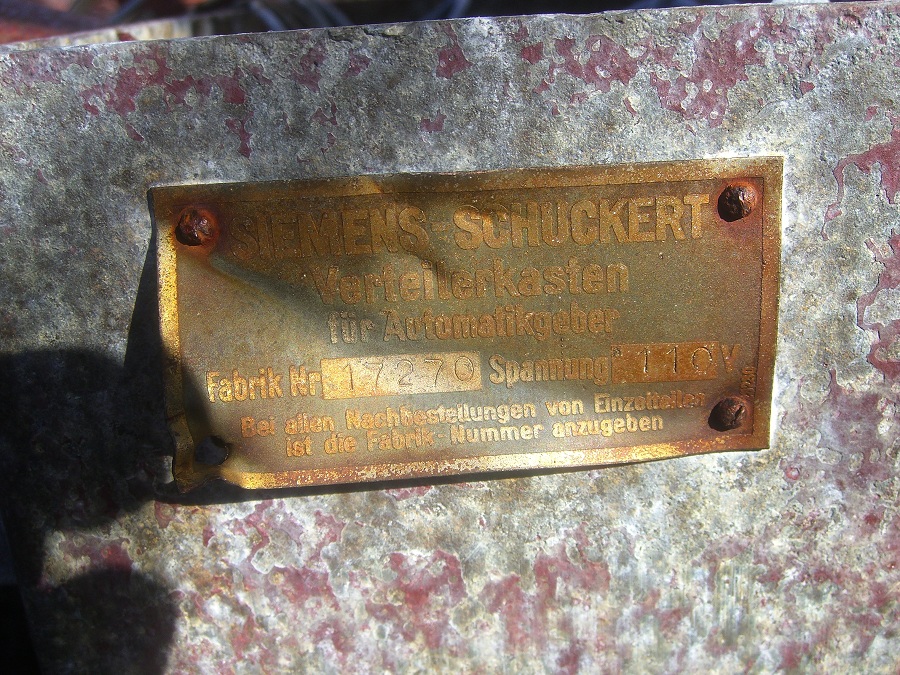 SIEMENS-SCHUCKERT
Verteilerkasten
für Automatikgeber
Fabrik Nr 17270 Spannung 110 V
Bei allen Nachbestellungen von Einzelteilen
ist die Fabrik-Nummer anzugeben